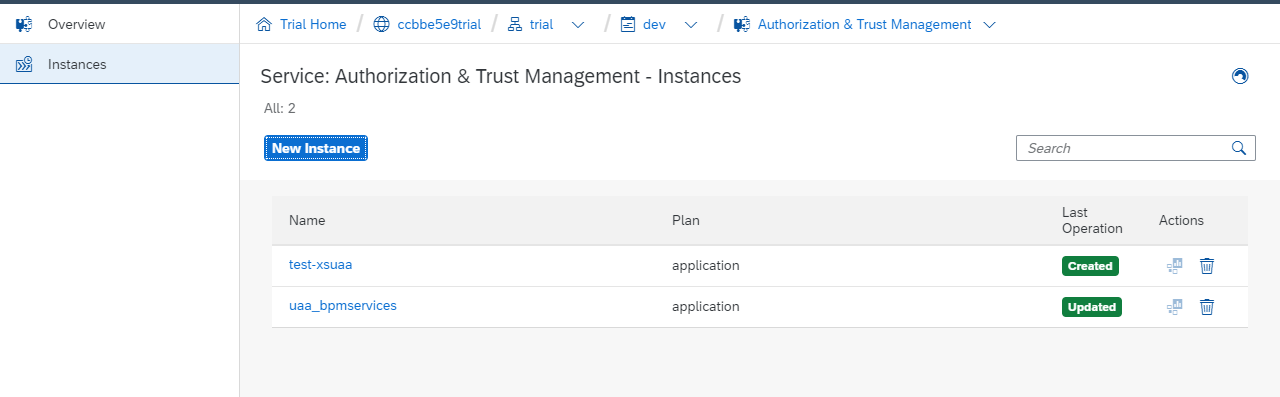 Overview
Instances
Trial Home / ccbbe5e9trial / trial / dev / Authorization & Trust Management
Service: Authorization & Trust Management - Instances
All: 2
New Instance
Search
Name Plan Last Operation Actions
test-xsuaa application Created
uaa_bpmservices application Updated